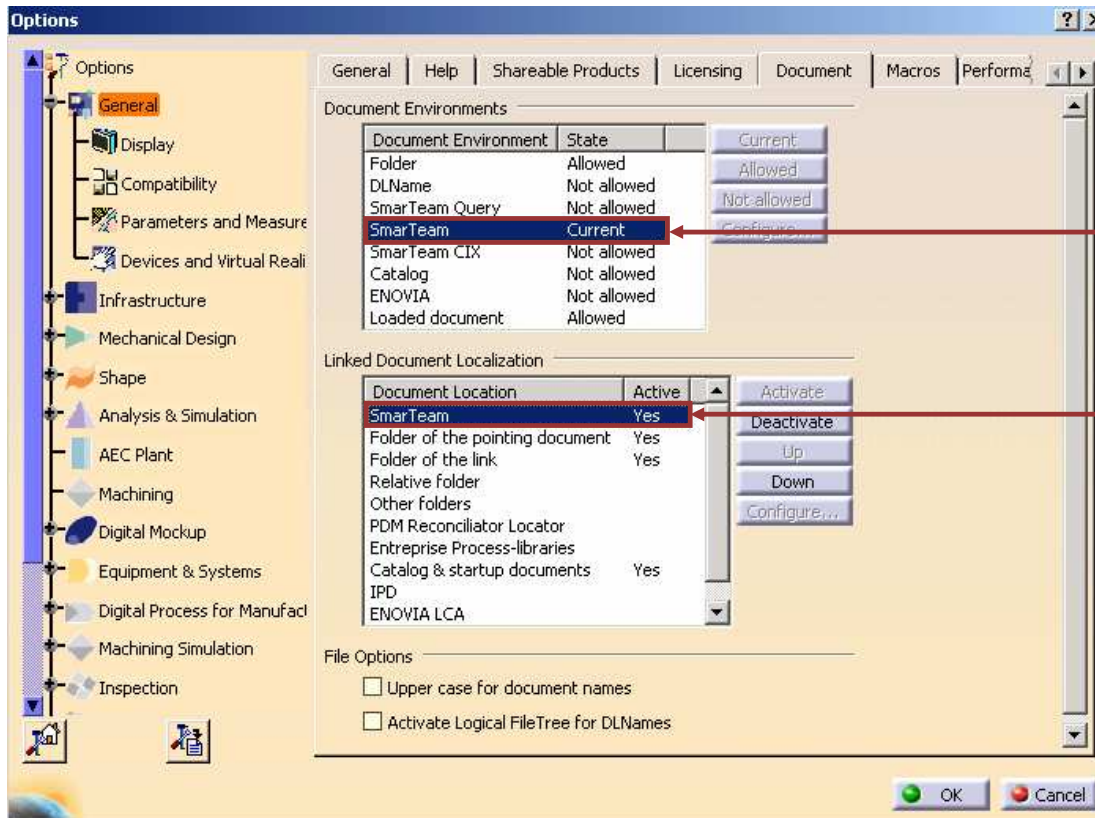 Options
Options
General
Display
Compatibility
Parameters and Measure
Devices and Virtual Reali
Infrastructure
Mechanical Design
Shape
Analysis & Simulation
AEC Plant
Machining
Digital Mockup
Equipment & Systems
Digital Process for Manufact
Machining Simulation
Inspection
General Help Shareable Products Licensing Document Macros Performa
Document Environments
Document Environment State
Folder Allowed
DLName Not allowed
SmarTeam Query Not allowed
SmarTeam Current
SmarTeam CIX Not allowed
Catalog Not allowed
ENOVIA Not allowed
Loaded document Allowed
Current
Allowed
Not allowed
Configure...
Linked Document Localization
Document Location Active
SmarTeam Yes
Folder of the pointing document Yes
Folder of the link Yes
Relative folder
Other folders
PDM Reconciliator Locator
Entreprise Process-libraries
Catalog & startup documents Yes
IPD
ENOVIA LCA
Activate
Deactivate
Up
Down
Configure...
File Options
Upper case for document names
Activate Logical FileTree for DLNames
OK Cancel